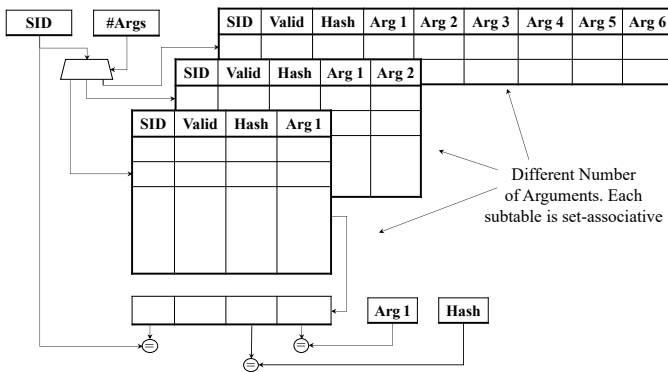 SID #Args
SID Valid Hash Arg 1 Arg 2 Arg 3 Arg 4 Arg 5 Arg 6
SID Valid Hash Arg 1 Arg 2
SID Valid Hash Arg 1
Different Number
of Arguments. Each
subtable is set-associative
Arg 1 Hash
= =
=